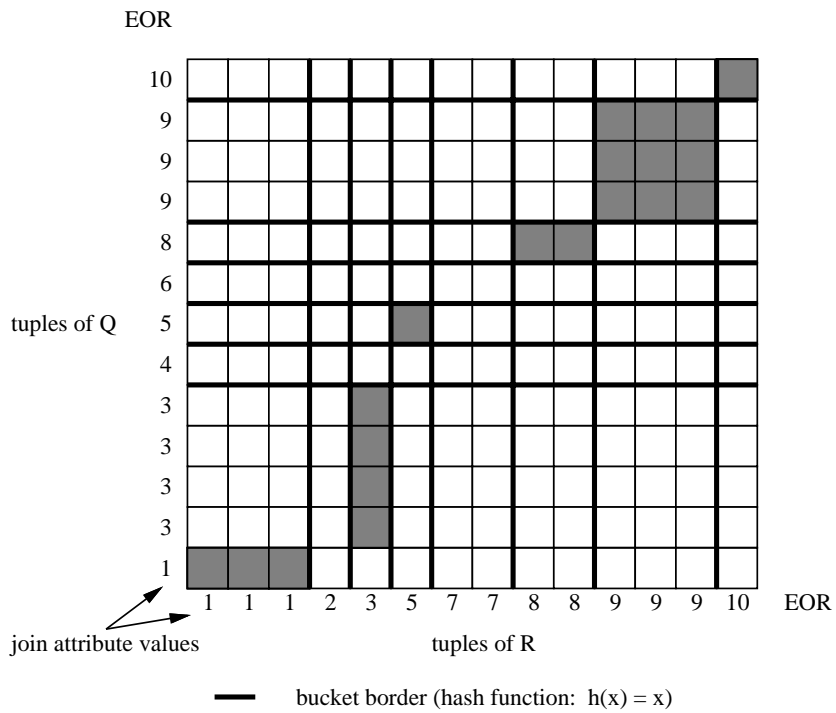 EOR
10
9
9
9
8
6
tuples of Q 5
4
3
3
3
3
1
1 1 1 2 3 5 7 7 8 8 9 9 9 10 EOR
join attribute values tuples of R
bucket border (hash function: h(x) = x)